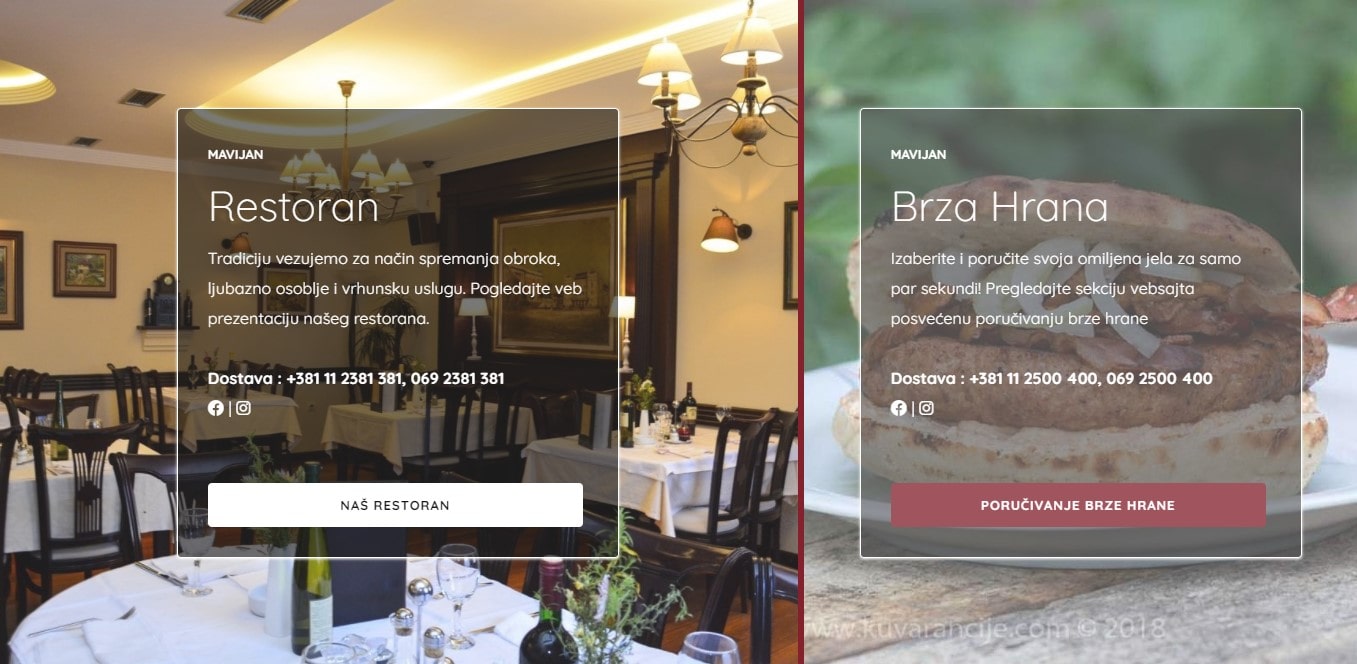 MAVIJAN
Restoran
Tradiciju vezujemo za način spremanja obroka,
ljubazno osoblje i vrhunsku uslugu. Pogledajte veb
prezentaciju našeg restorana.
Dostava : +381 11 2381 381, 069 2381 381
|
NAŠ RESTORAN
MAVIJAN
Brza Hrana
Izaberite i poručite svoja omiljena jela za samo
par sekundi! Pregledajte sekciju vebsajta
posvećenu poručivanju brze hrane
Dostava : +381 11 2500 400, 069 2500 400
|
PORUČIVANJE BRZE HRANE
www.kuvarancije.com © 2018